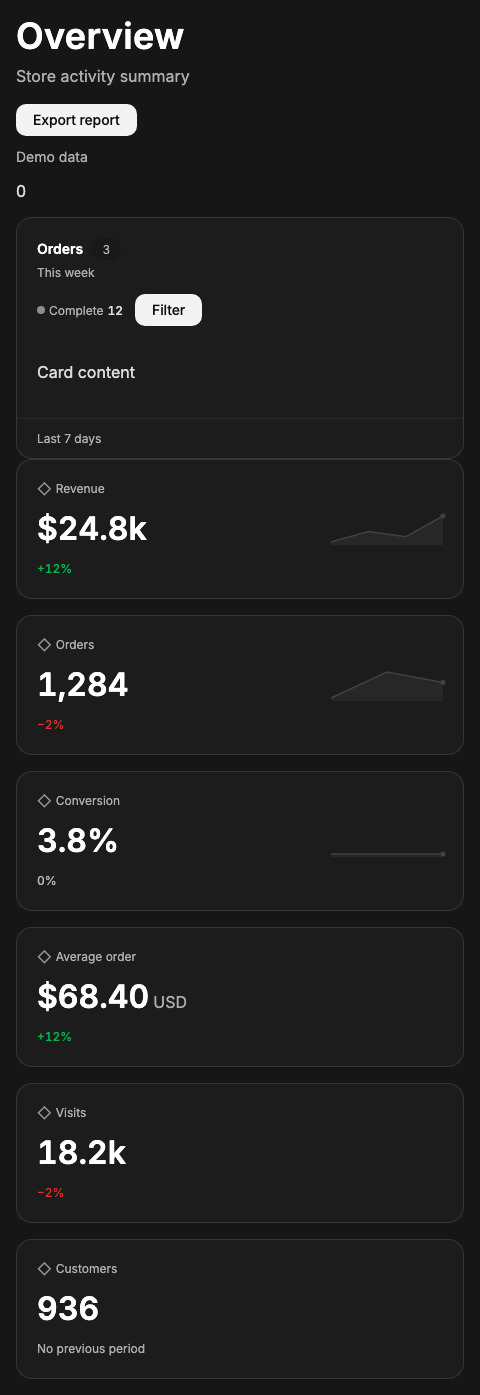 Overview
Store activity summary
Export report
Demo data
0
Orders 3
This week
Complete 12 Filter
Card content
Last 7 days
Revenue
$24.8k
+12%
Orders
1,284
−2%
Conversion
3.8%
0%
Average order
$68.40 USD
+12%
Visits
18.2k
−2%
Customers
936
No previous period